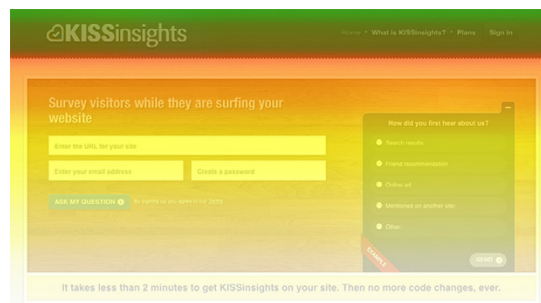 KISSinsights
Home • What is KISSinsights? • Plans Sign in
Survey visitors while they are surfing your
website
Enter the URL for your site
Enter your email address Create a password
ASK MY QUESTION
How did you first hear about us?
Search results
Friend recommendation
Online ad
Mentioned on another site
Other:
EXAMPLE
SEND
It takes less than 2 minutes to get KISSinsights on your site. Then no more code changes, ever.